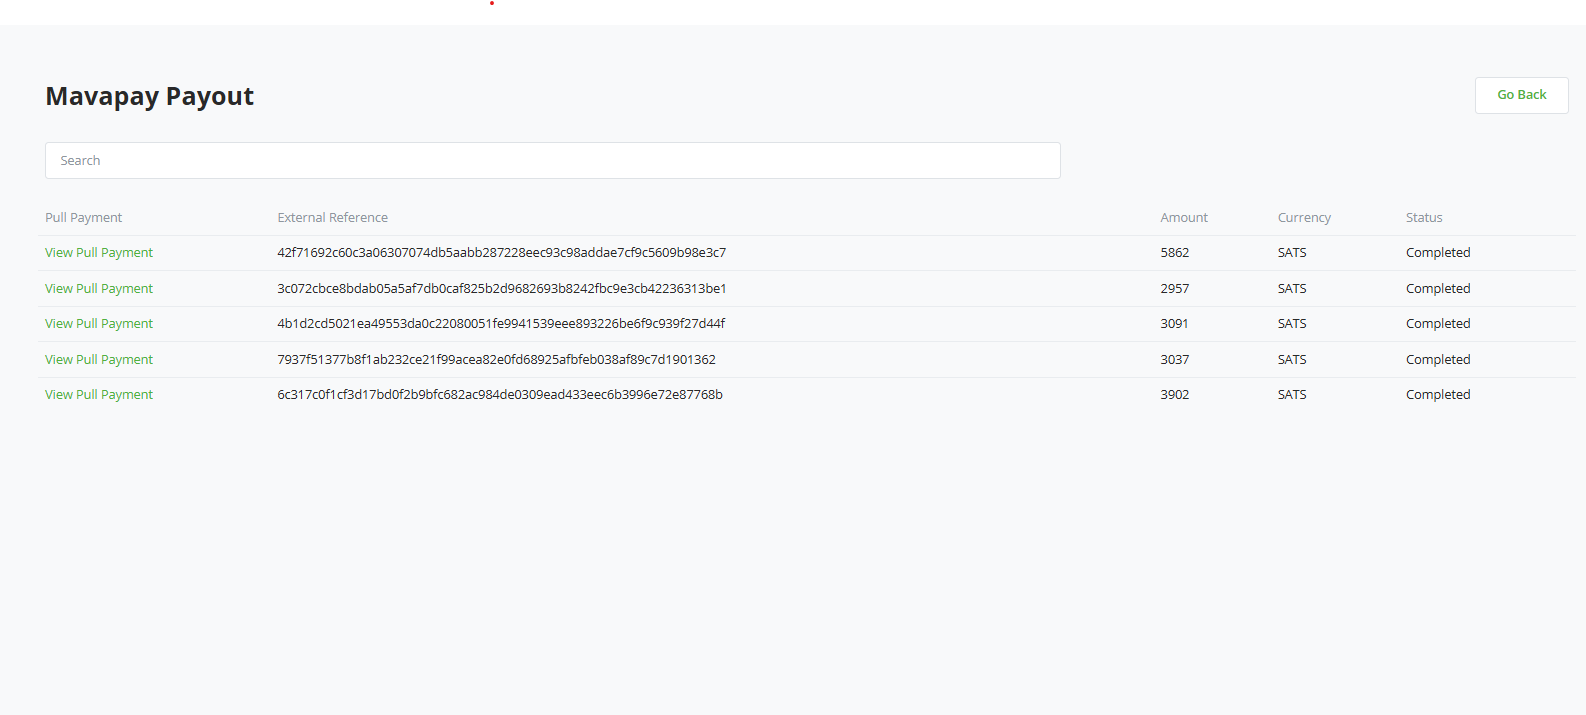 Mavapay Payout
Go Back
Search
Pull Payment External Reference Amount Currency Status
View Pull Payment 42f71692c60c3a06307074db5aabb287228eec93c98addae7cf9c5609b98e3c7 5862 SATS Completed
View Pull Payment 3c072cbce8bdab05a5af7db0caf825b2d9682693b8242fbc9e3cb42236313be1 2957 SATS Completed
View Pull Payment 4b1d2cd5021ea49553da0c22080051fe9941539eee893226be6f9c939f27d44f 3091 SATS Completed
View Pull Payment 7937f51377b8f1ab232ce21f99acea82e0fd68925afbfeb038af89c7d1901362 3037 SATS Completed
View Pull Payment 6c317c0f1cf3d17bd0f2b9bfc682ac984de0309ead433eec6b3996e72e87768b 3902 SATS Completed